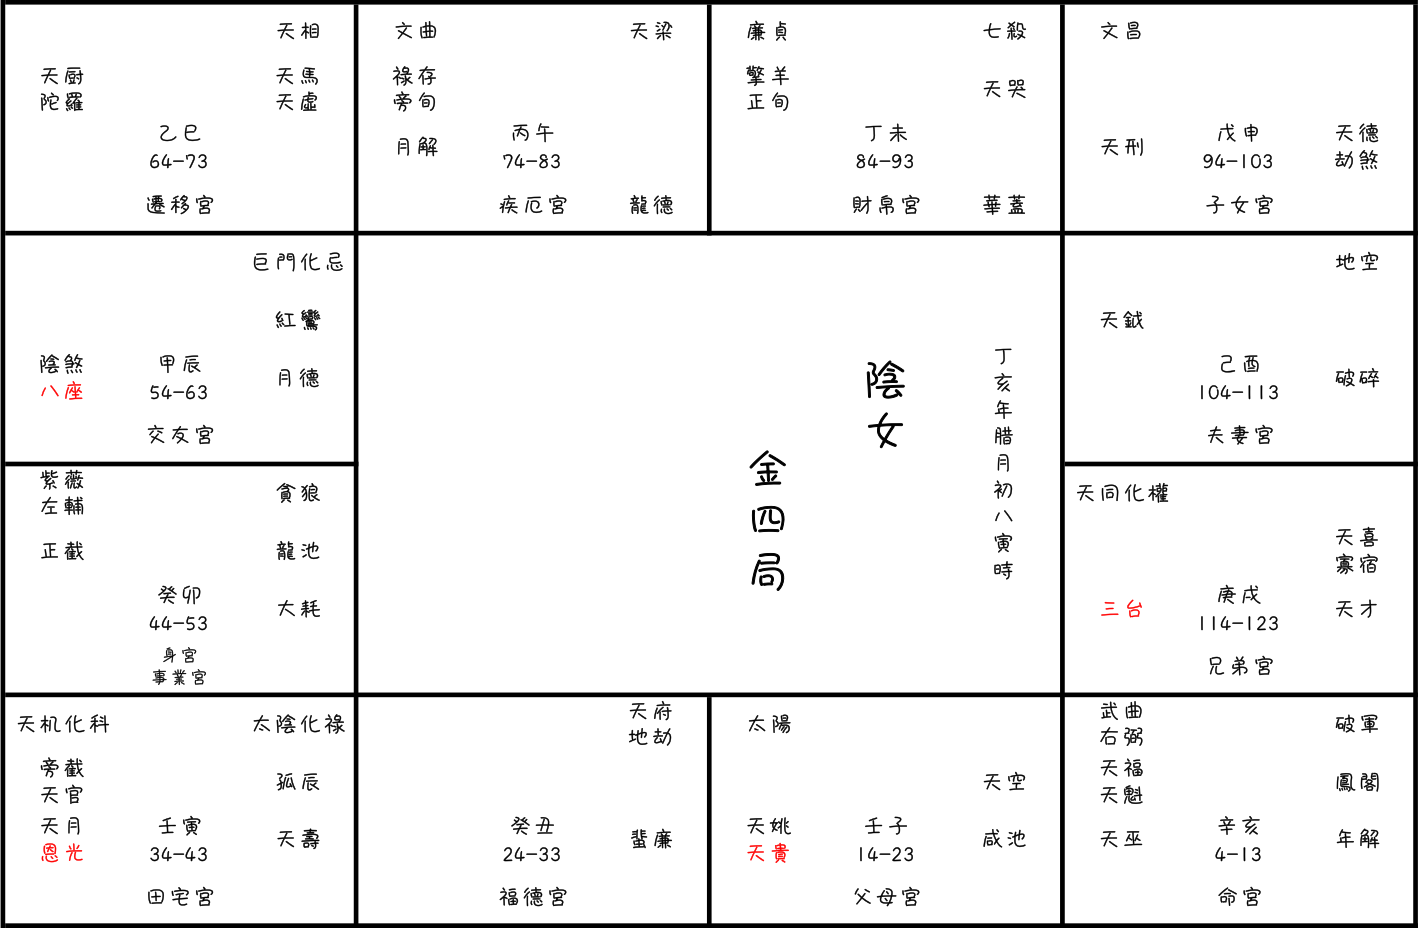 天相
天厨
陀羅
天馬
天虛
乙巳
64-73
遷移宮
文曲
天梁
祿存
旁旬
月解
丙午
74-83
疾厄宮
龍德
廉貞
七殺
擎羊
正旬
天哭
丁未
84-93
財帛宮
華蓋
文昌
天刑
戊申
94-103
天德
劫煞
子女宮
巨門化忌
紅鸞
陰煞
八座
甲辰
54-63
月德
交友宮
地空
天鉞
己酉
104-113
破碎
夫妻宮
丁亥年腊月初八寅時
陰女
金四局
紫薇
左輔
貪狼
正截
龍池
癸卯
44-53
大耗
身宮
事業宮
天同化權
天喜
寡宿
三台
庚戌
114-123
天才
兄弟宮
天机化科
太陰化祿
旁截
天官
孤辰
天月
恩光
壬寅
34-43
天壽
田宅宮
天府
地劫
癸丑
24-33
蜚廉
福德宮
太陽
天空
天姚
天貴
壬子
14-23
咸池
父母宮
武曲
右弼
破軍
天福
天魁
鳳閣
天巫
辛亥
4-13
年解
命宮